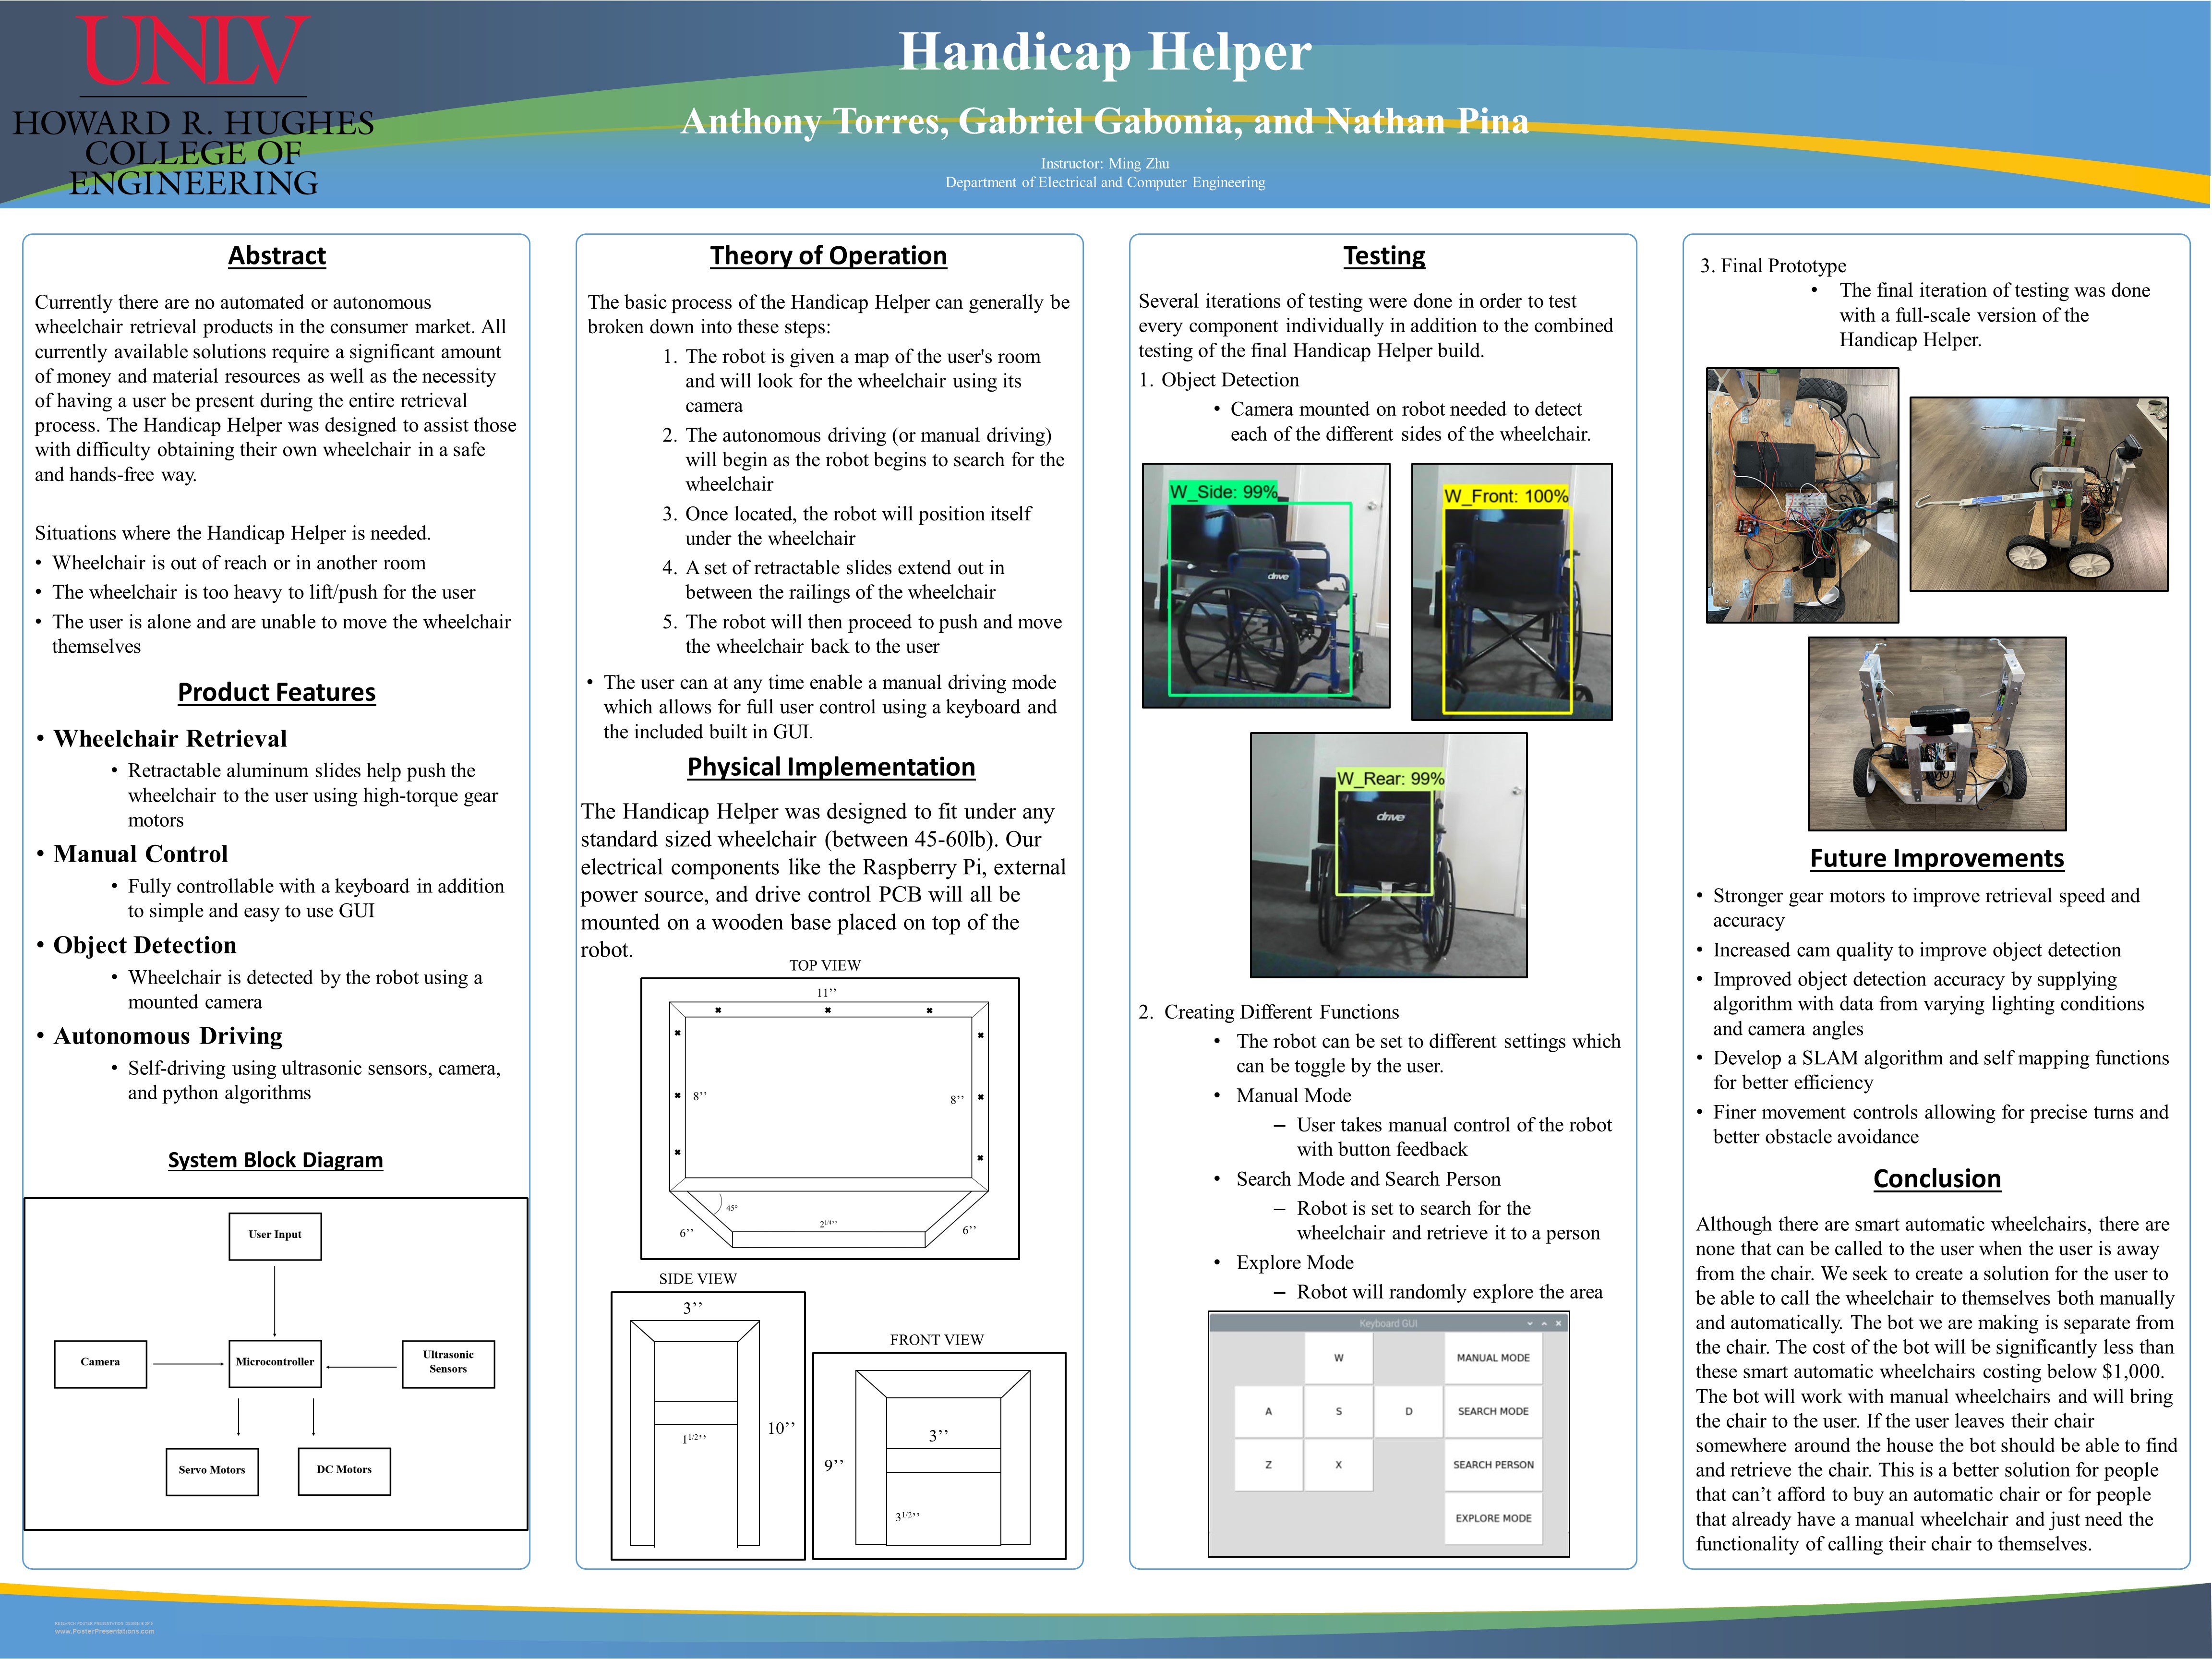 UNLV
HOWARD R. HUGHES
COLLEGE OF
ENGINEERING
Handicap Helper
Anthony Torres, Gabriel Gabonia, and Nathan Pina
Instructor: Ming Zhu
Department of Electrical and Computer Engineering
Abstract
Currently there are no automated or autonomous
wheelchair retrieval products in the consumer market. All
currently available solutions require a significant amount
of money and material resources as well as the necessity
of having a user be present during the entire retrieval
process. The Handicap Helper was designed to assist those
with difficulty obtaining their own wheelchair in a safe
and hands-free way.
Situations where the Handicap Helper is needed.
• Wheelchair is out of reach or in another room
• The wheelchair is too heavy to lift/push for the user
• The user is alone and are unable to move the wheelchair
themselves
Product Features
• Wheelchair Retrieval
• Retractable aluminum slides help push the
wheelchair to the user using high-torque gear
motors
• Manual Control
• Fully controllable with a keyboard in addition
to simple and easy to use GUI
• Object Detection
• Wheelchair is detected by the robot using a
mounted camera
• Autonomous Driving
• Self-driving using ultrasonic sensors, camera,
and python algorithms
System Block Diagram
User Input
Camera
Microcontroller
Ultrasonic
Sensors
Servo Motors
DC Motors
Theory of Operation
The basic process of the Handicap Helper can generally be
broken down into these steps:
1. The robot is given a map of the user's room
and will look for the wheelchair using its
camera
2. The autonomous driving (or manual driving)
will begin as the robot begins to search for the
wheelchair
3. Once located, the robot will position itself
under the wheelchair
4. A set of retractable slides extend out in
between the railings of the wheelchair
5. The robot will then proceed to push and move
the wheelchair back to the user
• The user can at any time enable a manual driving mode
which allows for full user control using a keyboard and
the included built in GUI.
Physical Implementation
The Handicap Helper was designed to fit under any
standard sized wheelchair (between 45-60lb). Our
electrical components like the Raspberry Pi, external
power source, and drive control PCB will all be
mounted on a wooden base placed on top of the
robot.
TOP VIEW
11’’
8’’
8’’
45°
6’’
2 1/4’’
6’’
SIDE VIEW
3’’
10’’
1 1/2’’
FRONT VIEW
3’’
9’’
3 1/2’’
Testing
Several iterations of testing were done in order to test
every component individually in addition to the combined
testing of the final Handicap Helper build.
1. Object Detection
• Camera mounted on robot needed to detect
each of the different sides of the wheelchair.
W_Side: 99%
drive
W_Front: 100%
W_Rear: 99%
drive
2. Creating Different Functions
• The robot can be set to different settings which
can be toggle by the user.
• Manual Mode
– User takes manual control of the robot
with button feedback
• Search Mode and Search Person
– Robot is set to search for the
wheelchair and retrieve it to a person
• Explore Mode
– Robot will randomly explore the area
Keyboard GUI
W
MANUAL MODE
A
S
D
SEARCH MODE
Z
X
SEARCH PERSON
EXPLORE MODE
3. Final Prototype
• The final iteration of testing was done
with a full-scale version of the
Handicap Helper.
Future Improvements
• Stronger gear motors to improve retrieval speed and
accuracy
• Increased cam quality to improve object detection
• Improved object detection accuracy by supplying
algorithm with data from varying lighting conditions
and camera angles
• Develop a SLAM algorithm and self mapping functions
for better efficiency
• Finer movement controls allowing for precise turns and
better obstacle avoidance
Conclusion
Although there are smart automatic wheelchairs, there are
none that can be called to the user when the user is away
from the chair. We seek to create a solution for the user to
be able to call the wheelchair to themselves both manually
and automatically. The bot we are making is separate from
the chair. The cost of the bot will be significantly less than
these smart automatic wheelchairs costing below $1,000.
The bot will work with manual wheelchairs and will bring
the chair to the user. If the user leaves their chair
somewhere around the house the bot should be able to find
and retrieve the chair. This is a better solution for people
that can’t afford to buy an automatic chair or for people
that already have a manual wheelchair and just need the
functionality of calling their chair to themselves.
RESEARCH POSTER PRESENTATION DESIGN © 2015
www.PosterPresentations.com